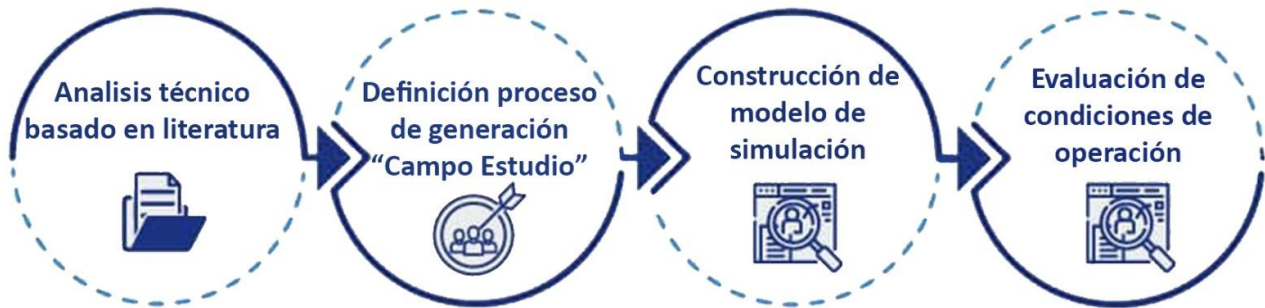 Analisis técnico
basado en literatura
Definición proceso
de generación
“Campo Estudio”
Construcción de
modelo de
simulación
Evaluación de
condiciones de
operación